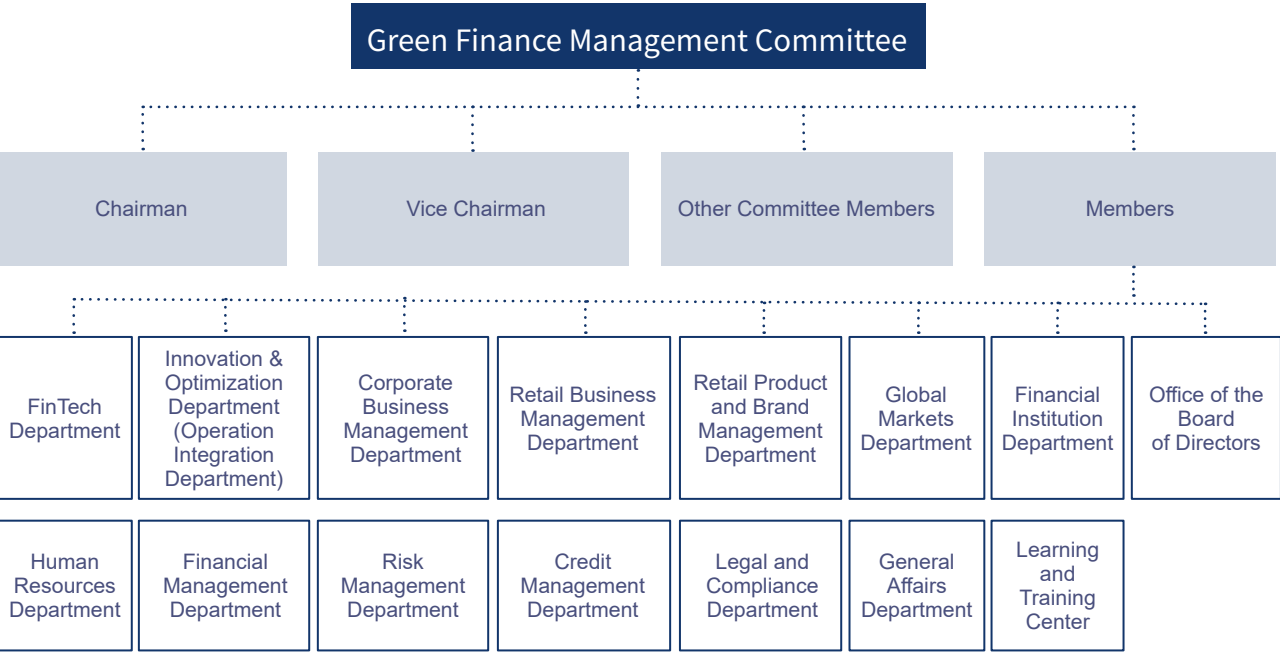 Green Finance Management Committee
Chairman
Vice Chairman
Other Committee Members
Members
FinTech
Department
Innovation &
Optimization
Department
(Operation
Integration
Department)
Corporate
Business
Management
Department
Retail Business
Management
Department
Retail Product
and Brand
Management
Department
Global
Markets
Department
Financial
Institution
Department
Office of the
Board
of Directors
Human
Resources
Department
Financial
Management
Department
Risk
Management
Department
Credit
Management
Department
Legal and
Compliance
Department
General
Affairs
Department
Learning
and
Training
Center